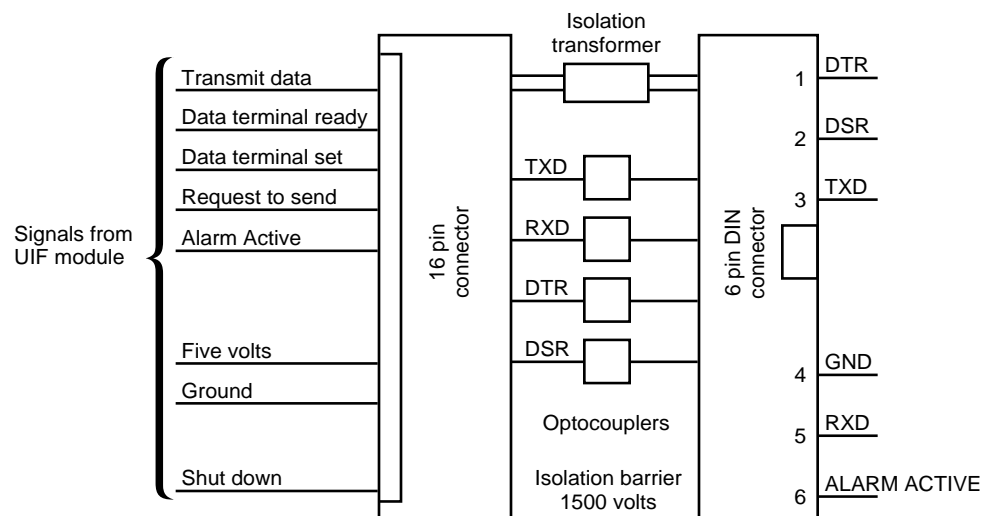 Signals from
UIF module
Transmit data
Data terminal ready
Data terminal set
Request to send
Alarm Active
Five volts
Ground
Shut down
16 pin
connector
Isolation
transformer
TXD
RXD
DTR
DSR
Optocouplers
Isolation barrier
1500 volts
6 pin DIN
connector
1 DTR
2 DSR
3 TXD
4 GND
5 RXD
6 ALARM ACTIVE